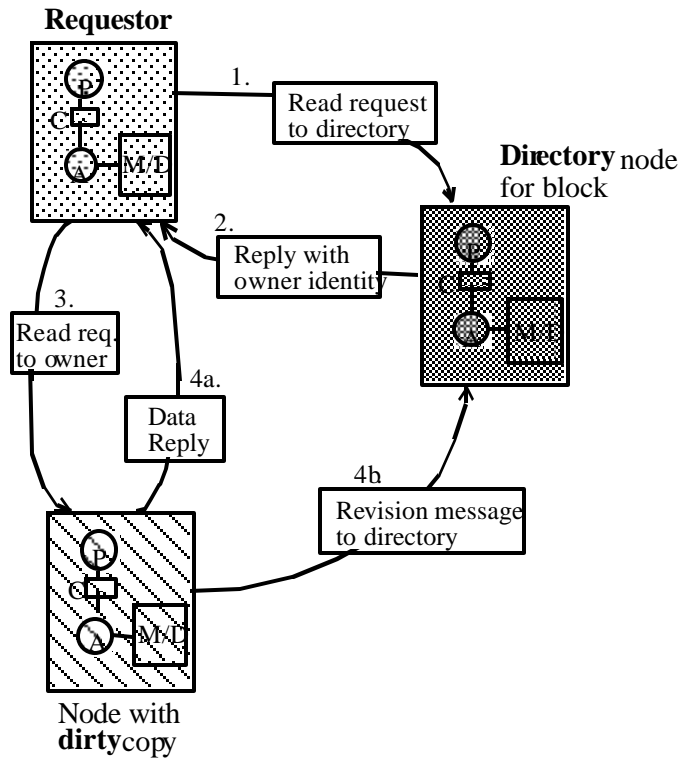 Requestor
P
C
A
M/D
1.
Read request
to directory
Directory node
for block
P
C
A
M/D
2.
Reply with
owner identity
3.
Read req.
to owner
4a.
Data
Reply
4b.
Revision message
to directory
P
C
A
M/D
Node with
dirty copy